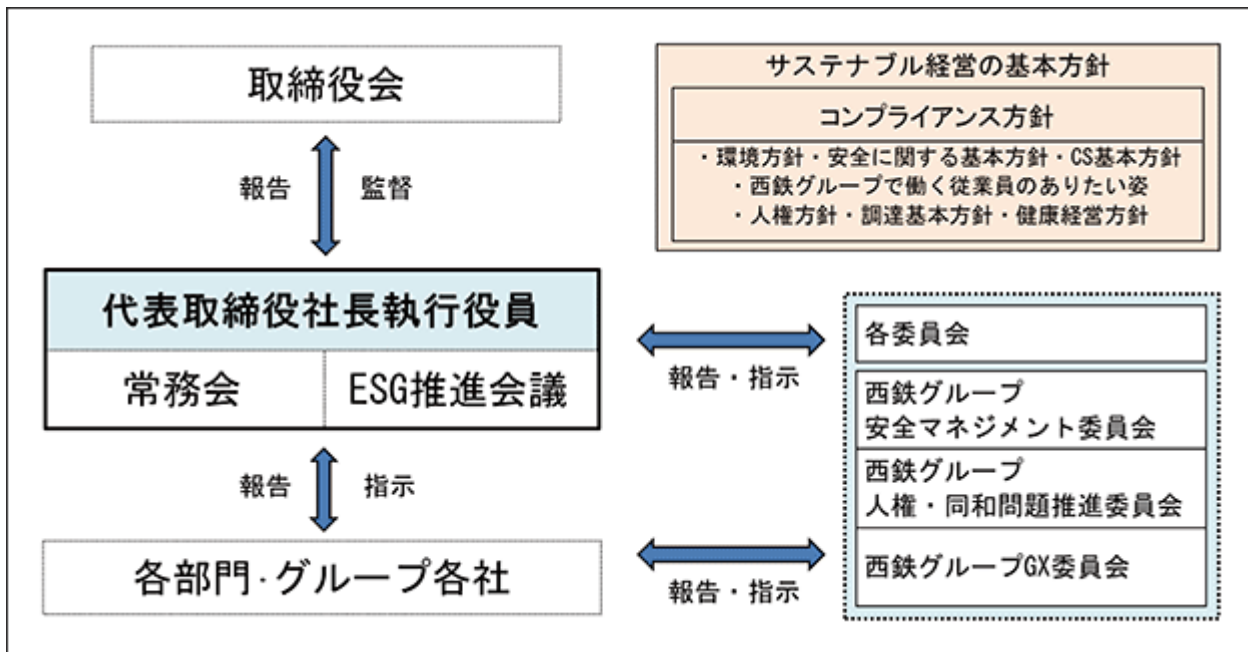 取締役会
報告 監督
代表取締役社長執行役員
常務会 ESG推進会議
報告 指示
各部門・グループ各社
サステナブル経営の基本方針
コンプライアンス方針
・環境方針・安全に関する基本方針・CS基本方針
・西鉄グループで働く従業員のありたい姿
・人権方針・調達基本方針・健康経営方針
報告・指示
各委員会
西鉄グループ
安全マネジメント委員会
西鉄グループ
人権・同和問題推進委員会
西鉄グループGX委員会
報告・指示